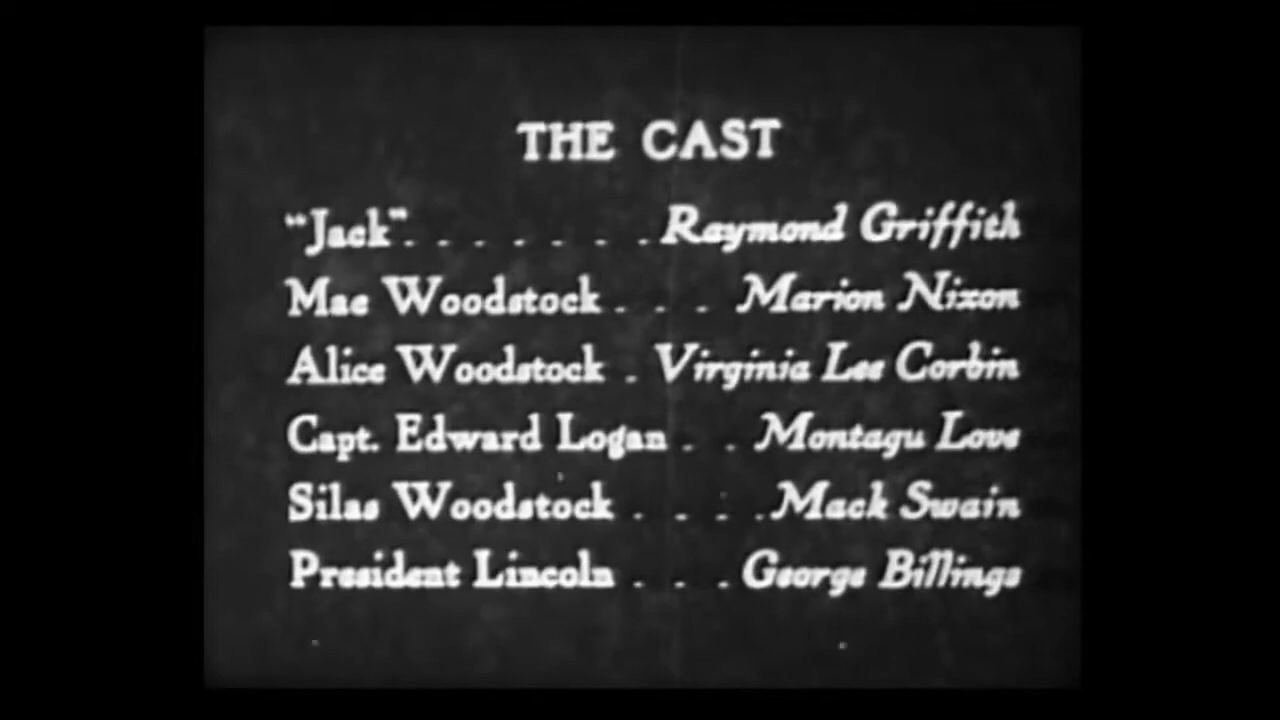 THE CAST
"Jack". . . . . . . Raymond Griffith
Mae Woodstock . . . Marion Nixon
Alice Woodstock . Virginia Lee Corbin
Capt. Edward Logan . . Montagu Love
Silas Woodstock . . . . Mack Swain
President Lincoln . . . George Billings